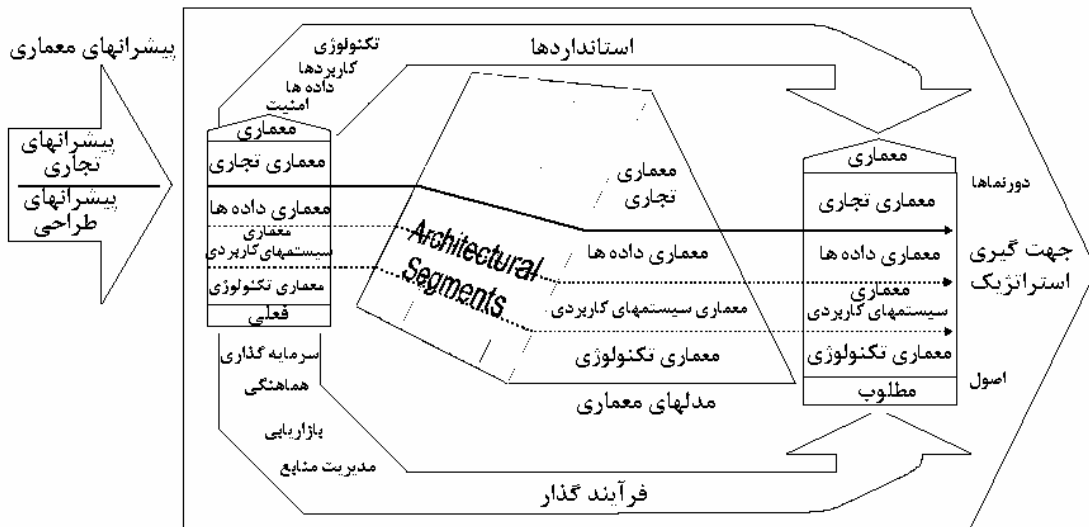 پیشرانهای معماری
پیشرانهای
تجاری
پیشرانهای
طراحی
استانداردها
تکنولوژی
کاربردها
داده ها
امنیت
معماری
معماری تجاری
معماری داده ها
معماری
سیستمهای کاربردی
معماری تکنولوژی
فعلی
معماری
تجاری
معماری داده ها
معماری سیستمهای کاربردی
معماری تکنولوژی
Architectural
Segments
مدلهای معماری
معماری
معماری تجاری
معماری داده ها
معماری
سیستمهای کاربردی
معماری تکنولوژی
مطلوب
دورنماها
جهت گیری
استراتژیک
اصول
سرمایه گذاری
هماهنگی
بازاریابی
مدیریت منابع
فرآیند گذار